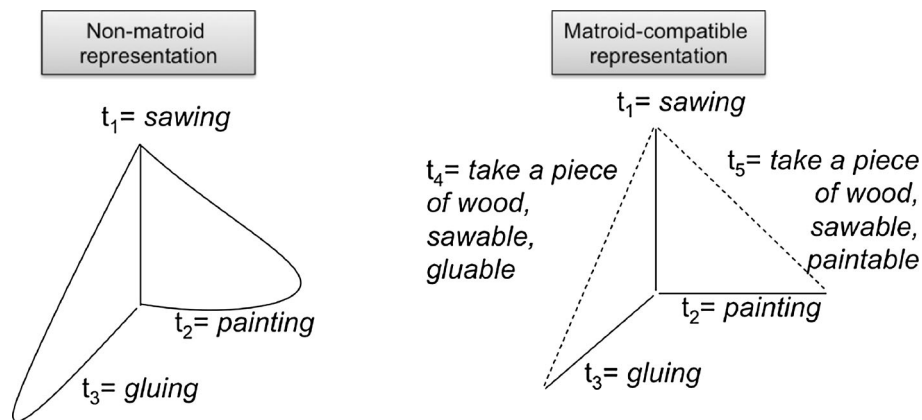 Non-matroid
representation
t₁= sawing
t₂= painting
t₃= gluing
Matroid-compatible
representation
t₁= sawing
t₄= take a piece
of wood,
sawable,
gluable
t₅= take a piece
of wood,
sawable,
paintable
t₂= painting
t₃= gluing